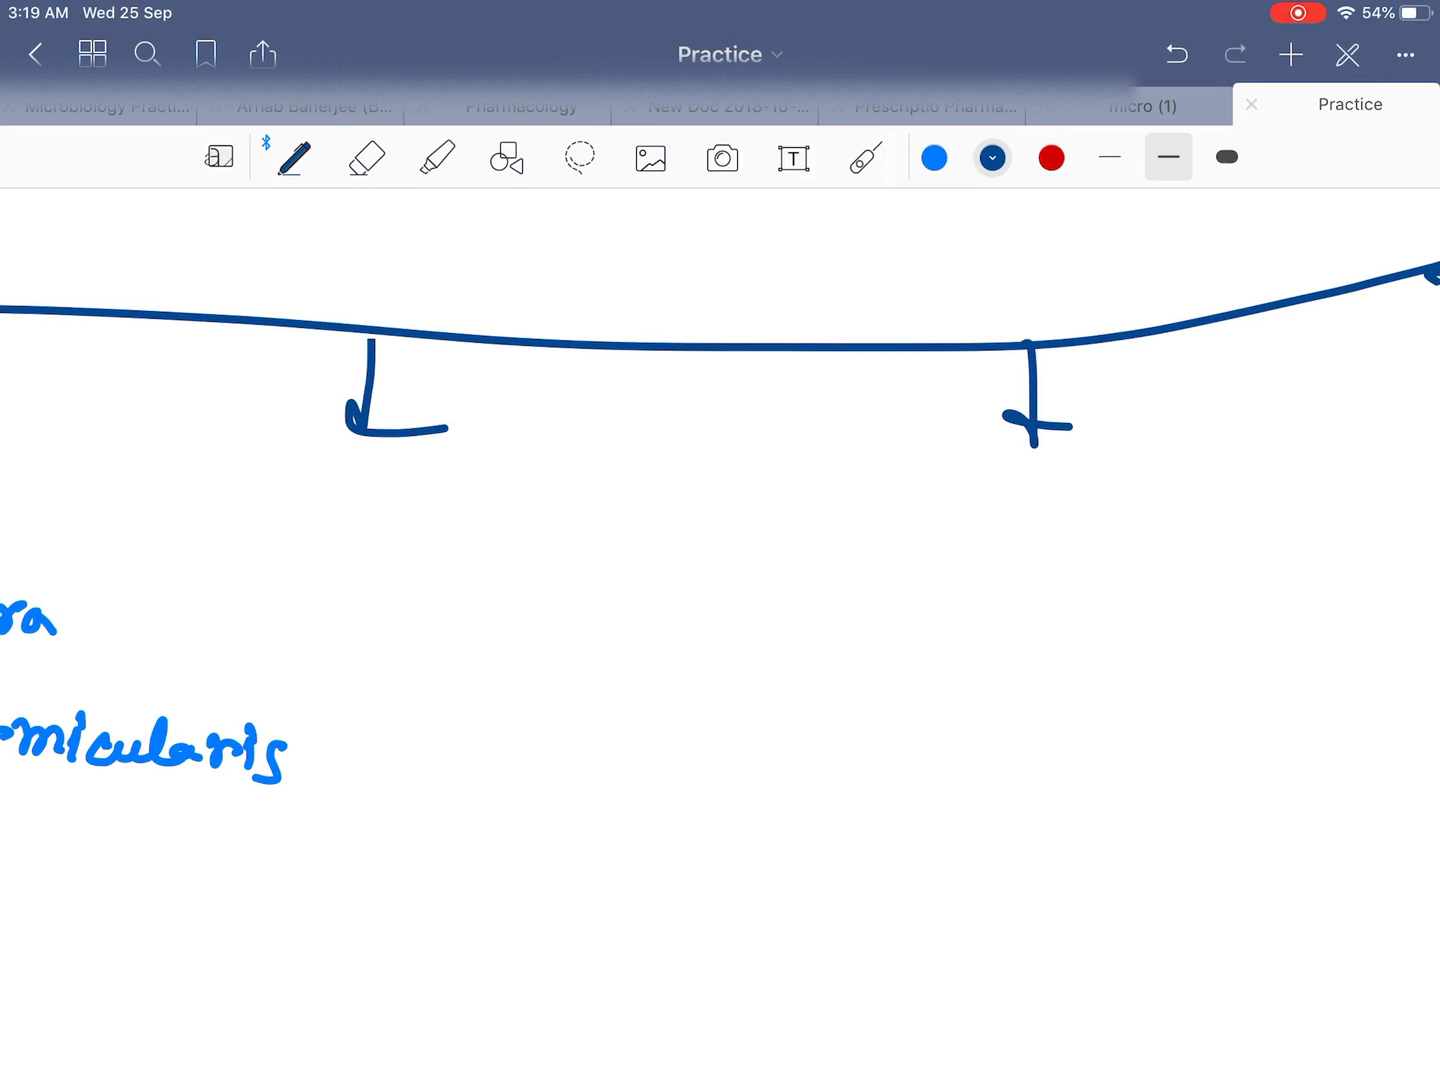 3:19 AM Wed 25 Sep 54%
Practice
Microbiology Practi... Arnab Banerjee (B... Pharmacology New Doc 2018-10-... Prescriptio Pharma... micro (1) Practice
ra
micularis